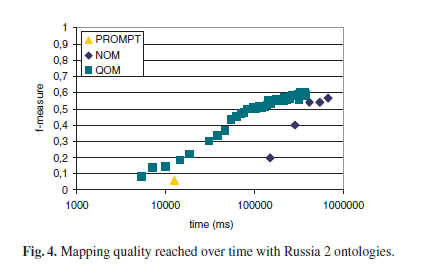 1
0,9
0,8
0,7
0,6
0,5
0,4
0,3
0,2
0,1
0
f-measure
PROMPT
NOM
QOM
1000 10000 100000 1000000
time (ms)
Fig. 4. Mapping quality reached over time with Russia 2 ontologies.